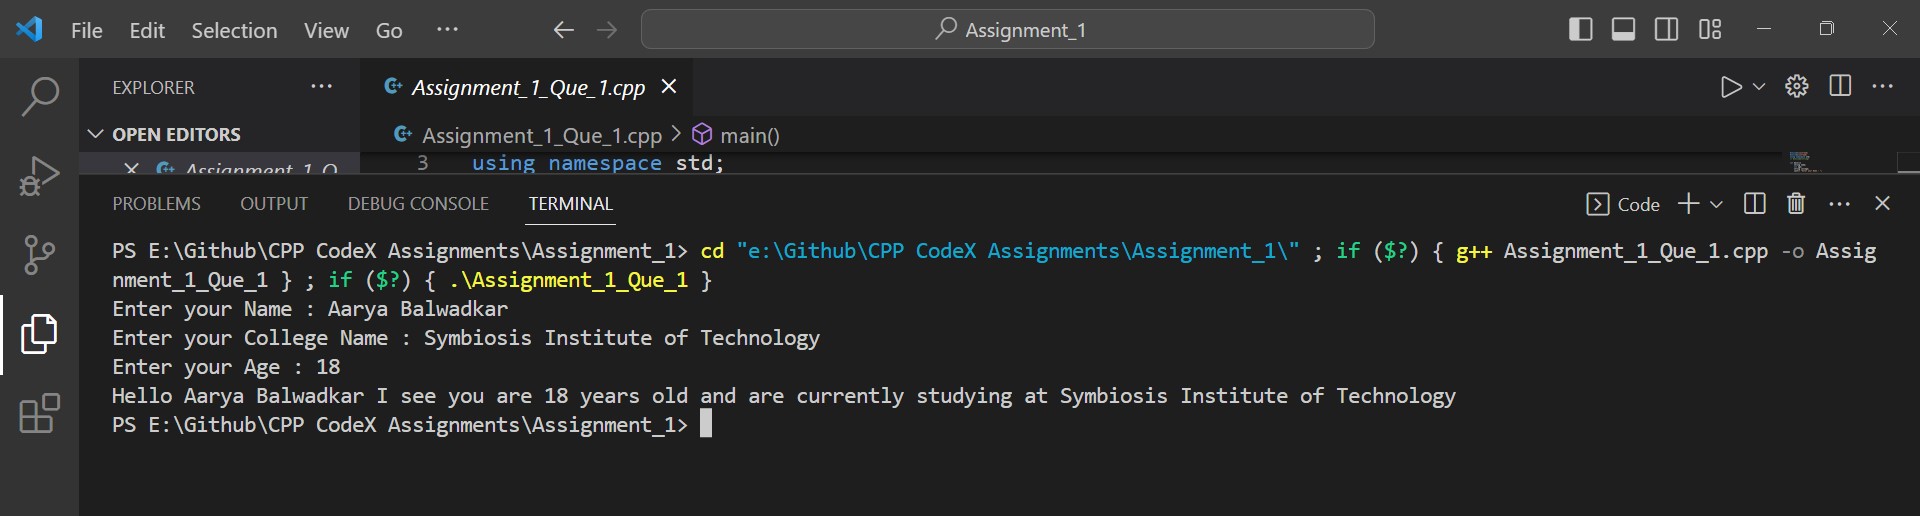 File Edit Selection View Go ··· Assignment_1
EXPLORER ··· Assignment_1_Que_1.cpp
OPEN EDITORS Assignment_1_Que_1.cpp > main()
Assignment_1_Q
3 using namespace std;
PROBLEMS OUTPUT DEBUG CONSOLE TERMINAL Code
PS E:\Github\CPP CodeX Assignments\Assignment_1> cd "e:\Github\CPP CodeX Assignments\Assignment_1\" ; if ($?) { g++ Assignment_1_Que_1.cpp -o Assig
nment_1_Que_1 } ; if ($?) { .\Assignment_1_Que_1 }
Enter your Name : Aarya Balwadkar
Enter your College Name : Symbiosis Institute of Technology
Enter your Age : 18
Hello Aarya Balwadkar I see you are 18 years old and are currently studying at Symbiosis Institute of Technology
PS E:\Github\CPP CodeX Assignments\Assignment_1>